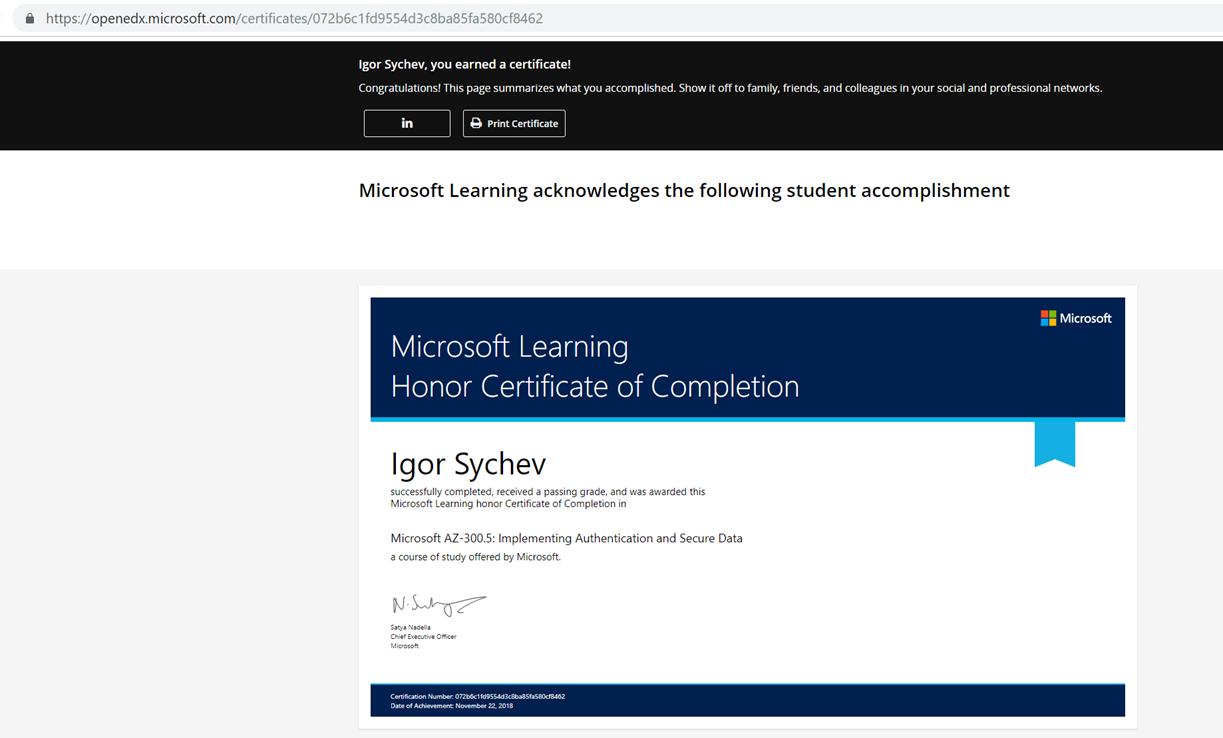 https://openedx.microsoft.com/certificates/072b6c1fd9554d3c8ba85fa580cf8462
Igor Sychev, you earned a certificate!
Congratulations! This page summarizes what you accomplished. Show it off to family, friends, and colleagues in your social and professional networks.
in
Print Certificate
Microsoft Learning acknowledges the following student accomplishment
Microsoft
Microsoft Learning
Honor Certificate of Completion
Igor Sychev
successfully completed, received a passing grade, and was awarded this
Microsoft Learning honor Certificate of Completion in
Microsoft AZ-300.5: Implementing Authentication and Secure Data
a course of study offered by Microsoft.
Satya Nadella
Chief Executive Officer
Microsoft
Certification Number: 072b6c1fd9554d3c8ba85fa580cf8462
Date of Achievement: November 22, 2018